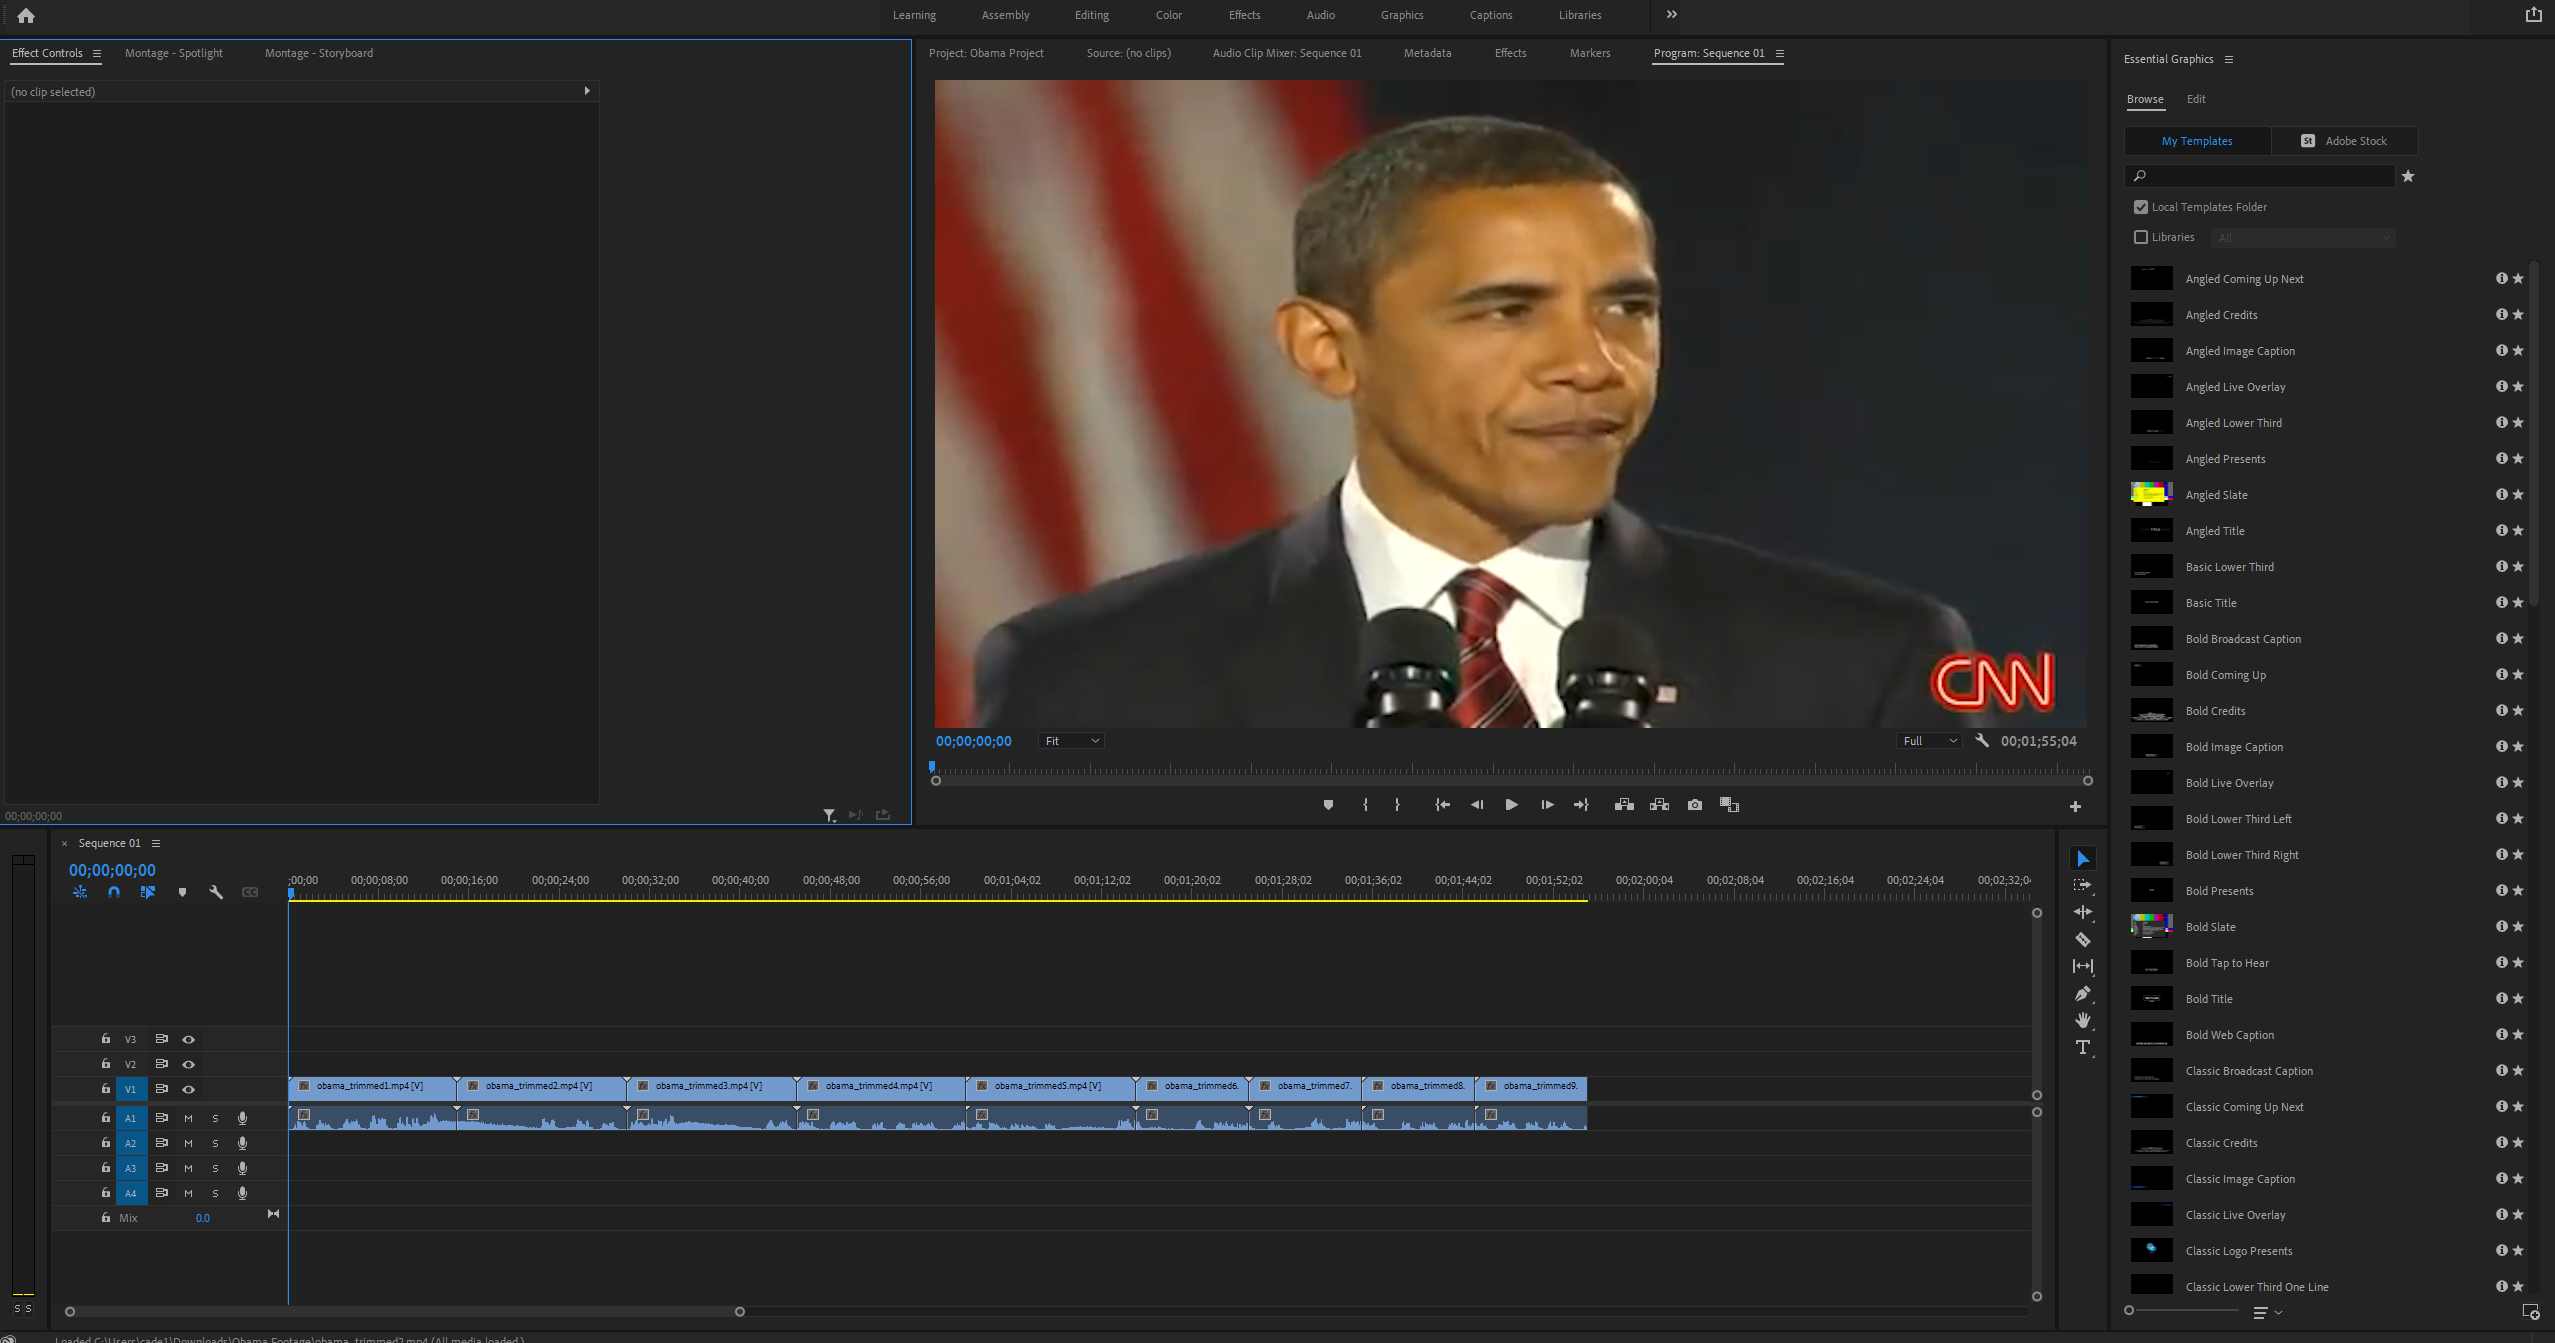 Learning Assembly Editing Color Effects Audio Graphics Captions Libraries
Effect Controls Montage - Spotlight Montage - Storyboard
(no clip selected)
00;00;00;00
Project: Obama Project Source: (no clips) Audio Clip Mixer: Sequence 01 Metadata Effects Markers Program: Sequence 01
CNN
00;00;00;00 Fit Full 00;01;55;04
Essential Graphics
Browse Edit
My Templates St Adobe Stock
Local Templates Folder
Libraries All
Angled Coming Up Next
Angled Credits
Angled Image Caption
Angled Live Overlay
Angled Lower Third
Angled Presents
Angled Slate
Angled Title
Basic Lower Third
Basic Title
Bold Broadcast Caption
Bold Coming Up
Bold Credits
Bold Image Caption
Bold Live Overlay
Bold Lower Third Left
Bold Lower Third Right
Bold Presents
Bold Slate
Bold Tap to Hear
Bold Title
Bold Web Caption
Classic Broadcast Caption
Classic Coming Up Next
Classic Credits
Classic Image Caption
Classic Live Overlay
Classic Logo Presents
Classic Lower Third One Line
× Sequence 01
00;00;00;00
;00;00 00;00;08;00 00;00;16;00 00;00;24;00 00;00;32;00 00;00;40;00 00;00;48;00 00;00;56;00 00;01;04;02 00;01;12;02 00;01;20;02 00;01;28;02 00;01;36;02 00;01;44;02 00;01;52;02 00;02;00;04 00;02;08;04 00;02;16;04 00;02;24;04 00;02;32;04
V3
V2
V1 fx obama_trimmed1.mp4 [V] fx obama_trimmed2.mp4 [V] fx obama_trimmed3.mp4 [V] fx obama_trimmed4.mp4 [V] fx obama_trimmed5.mp4 [V] fx obama_trimmed6. fx obama_trimmed7. fx obama_trimmed8. fx obama_trimmed9.
A1 M S
A2 M S
A3 M S
A4 M S
Mix 0.0
S S
Loaded C:\Users\cade1\Downloads\Obama Footage\obama_trimmed2.mp4 (All media loaded.)